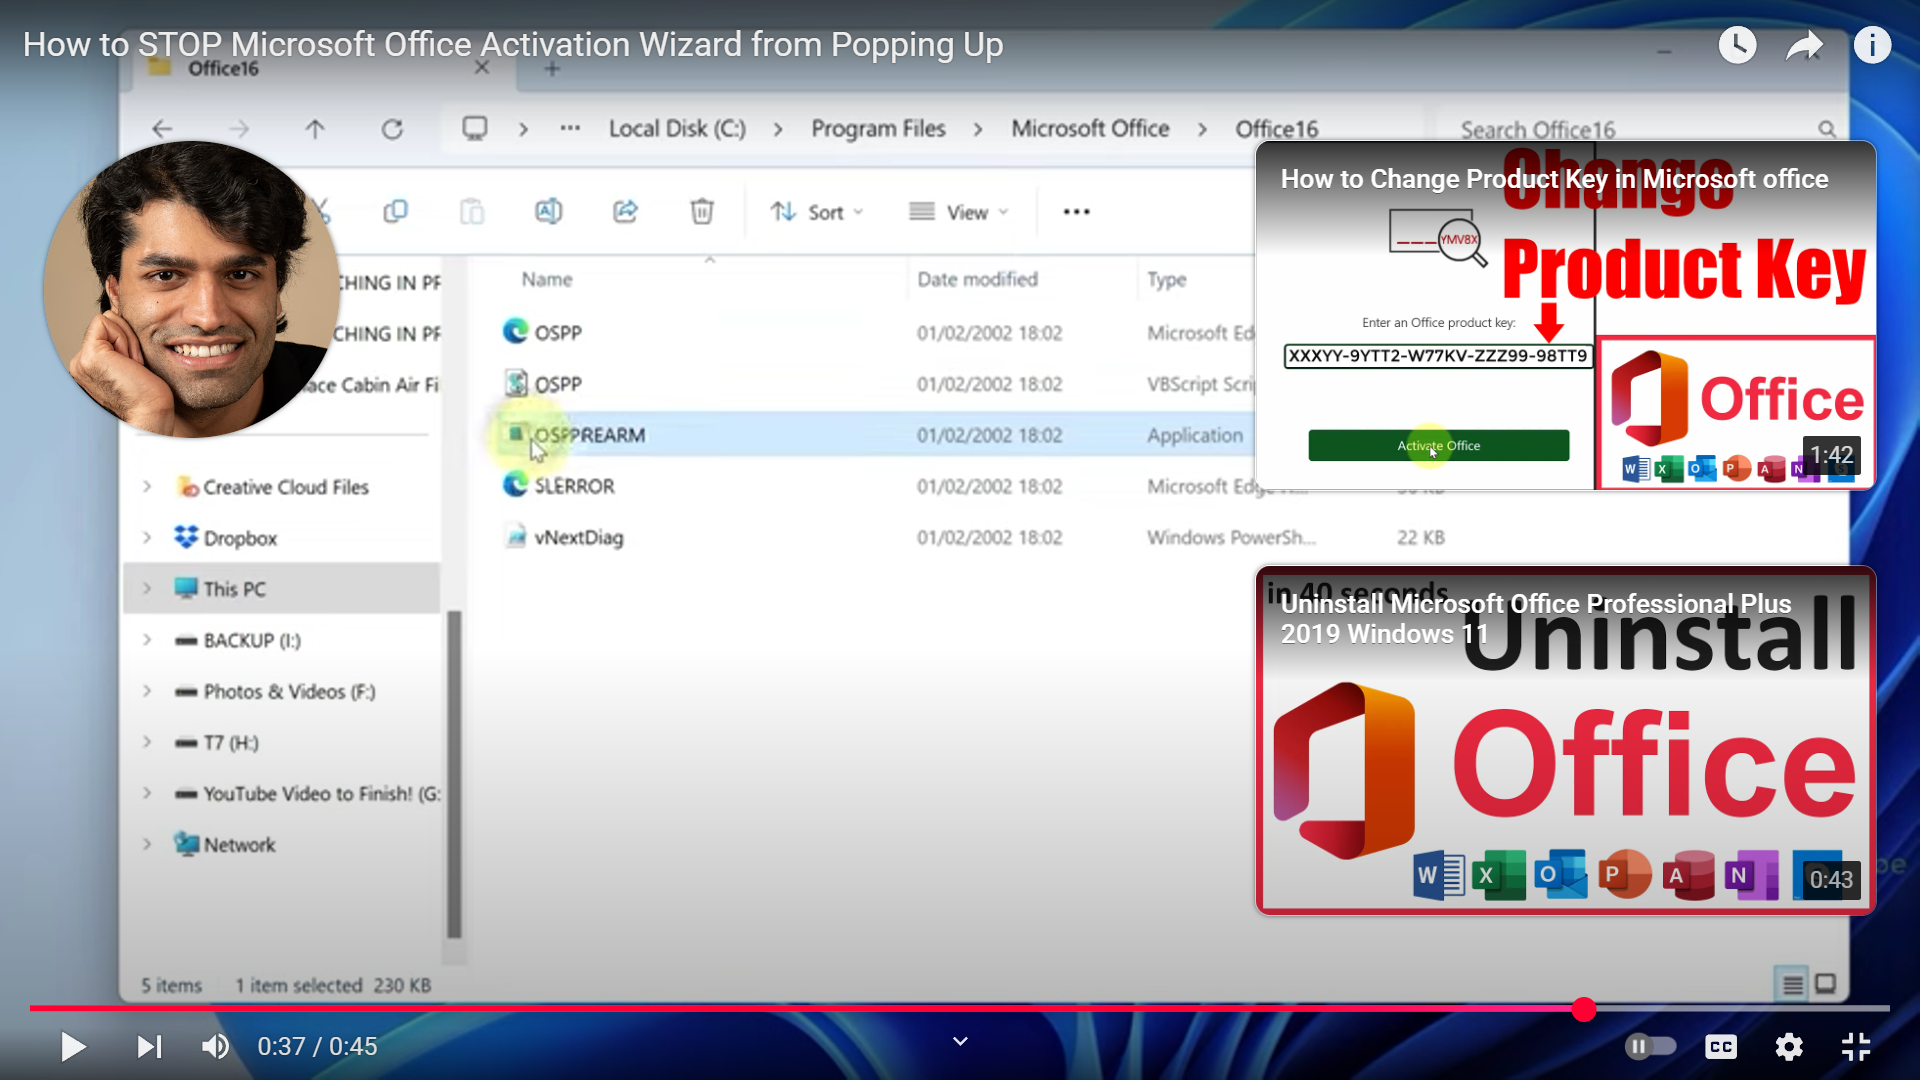 How to STOP Microsoft Office Activation Wizard from Popping Up
Office16
Local Disk (C:) > Program Files > Microsoft Office > Office16
Search Office16
Sort
View
Name
Date modified
Type
CHING IN PF
CHING IN PF
ace Cabin Air Fi
OSPP 01/02/2002 18:02 Microsoft Ed
OSPP 01/02/2002 18:02 VBScript Scri
OSPPREARM 01/02/2002 18:02 Application
SLERROR 01/02/2002 18:02 Microsoft Edge
vNextDiag 01/02/2002 18:02 Windows PowerSh... 22 KB
Creative Cloud Files
Dropbox
This PC
BACKUP (I:)
Photos & Videos (F:)
T7 (H:)
YouTube Video to Finish! (G:
Network
5 items 1 item selected 230 KB
How to Change Product Key in Microsoft office
Change
Product Key
YMV8X
Enter an Office product key:
XXXYY-9YTT2-W77KV-ZZZ99-98TT9
Activate Office
Office
W X O P A N
1:42
in 40 seconds
Uninstall Microsoft Office Professional Plus
2019 Windows 11
Uninstall
Office
W X O P A N
0:43
0:37 / 0:45
CC